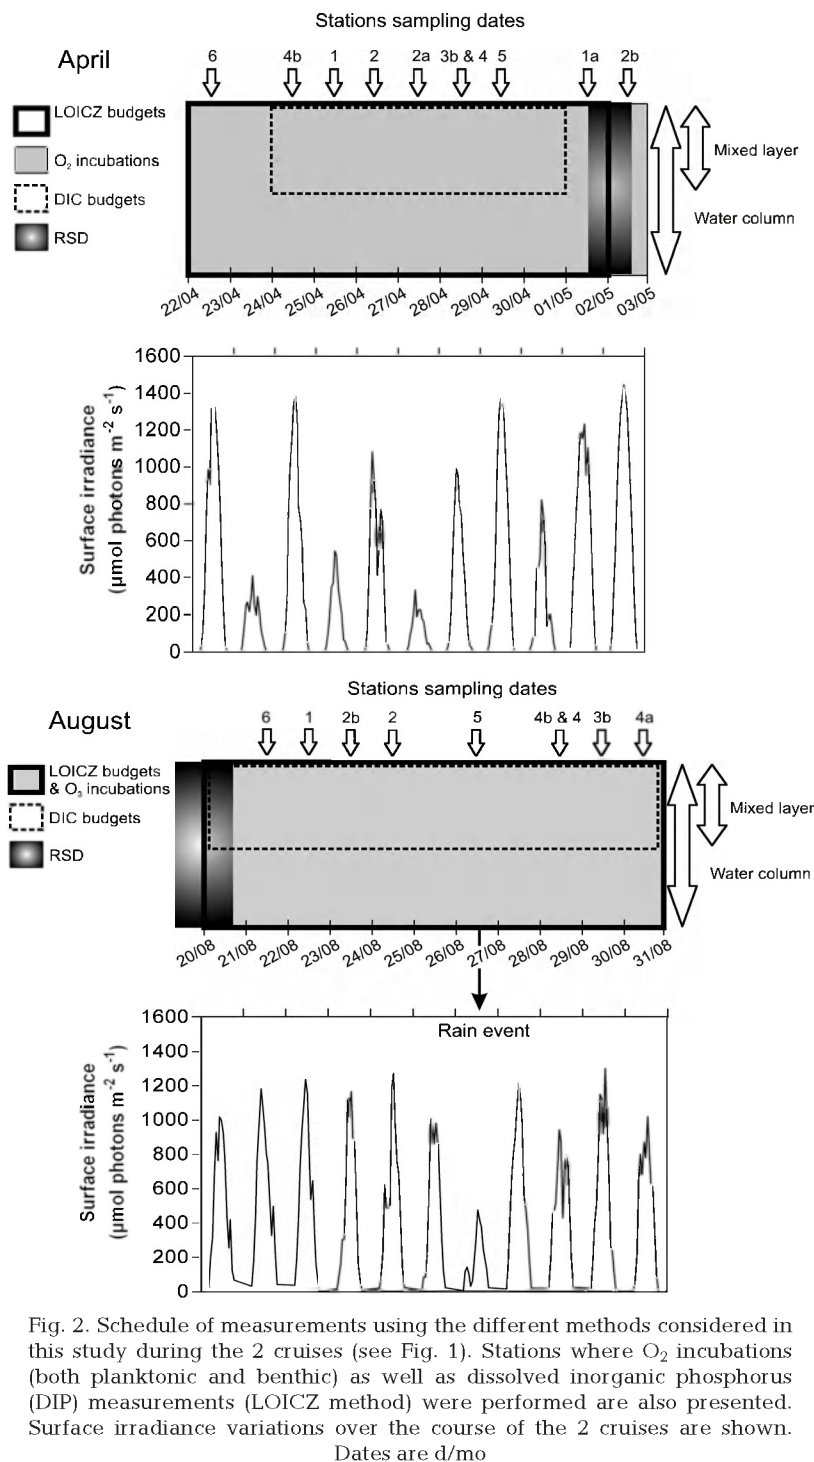 Stations sampling dates
April
6 4b 1 2 2a 3b & 4 5 1a 2b
LOICZ budgets
O2 incubations
DIC budgets
RSD
Mixed layer
Water column
22/04 23/04 24/04 25/04 26/04 27/04 28/04 29/04 30/04 01/05 02/05 03/05
Surface irradiance
(µmol photons m-2 s-1)
1600
1400
1200
1000
800
600
400
200
0
Stations sampling dates
August
6 1 2b 2 5 4b & 4 3b 4a
LOICZ budgets
& O2 incubations
DIC budgets
RSD
Mixed layer
Water column
20/08 21/08 22/08 23/08 24/08 25/08 26/08 27/08 28/08 29/08 30/08 31/08
Rain event
Surface irradiance
(µmol photons m-2 s-1)
1600
1400
1200
1000
800
600
400
200
0
Fig. 2. Schedule of measurements using the different methods considered in
this study during the 2 cruises (see Fig. 1). Stations where O2 incubations
(both planktonic and benthic) as well as dissolved inorganic phosphorus
(DIP) measurements (LOICZ method) were performed are also presented.
Surface irradiance variations over the course of the 2 cruises are shown.
Dates are d/mo